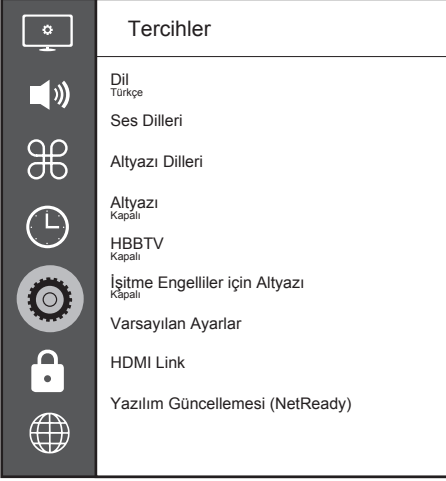 Tercihler
Dil
Türkçe
Ses Dilleri
Altyazı Dilleri
Altyazı
Kapalı
HBBTV
Kapalı
İşitme Engelliler için Altyazı
Kapalı
Varsayılan Ayarlar
HDMI Link
Yazılım Güncellemesi (NetReady)